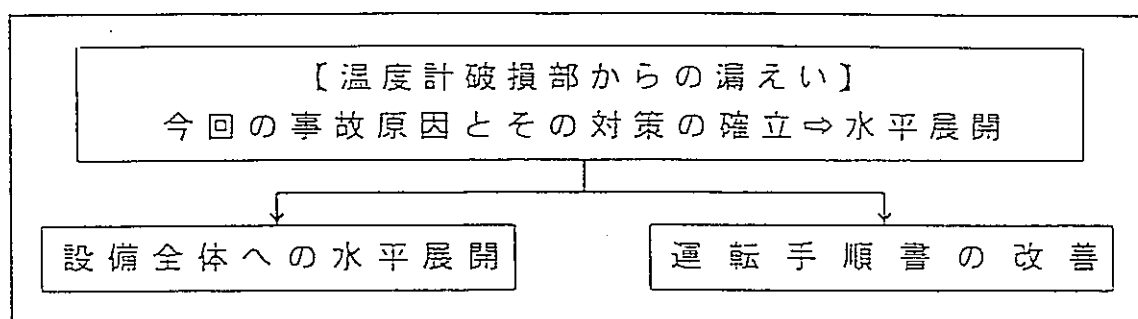 【温度計破損部からの漏えい】
今回の事故原因とその対策の確立⇨水平展開
設備全体への水平展開
運転手順書の改善